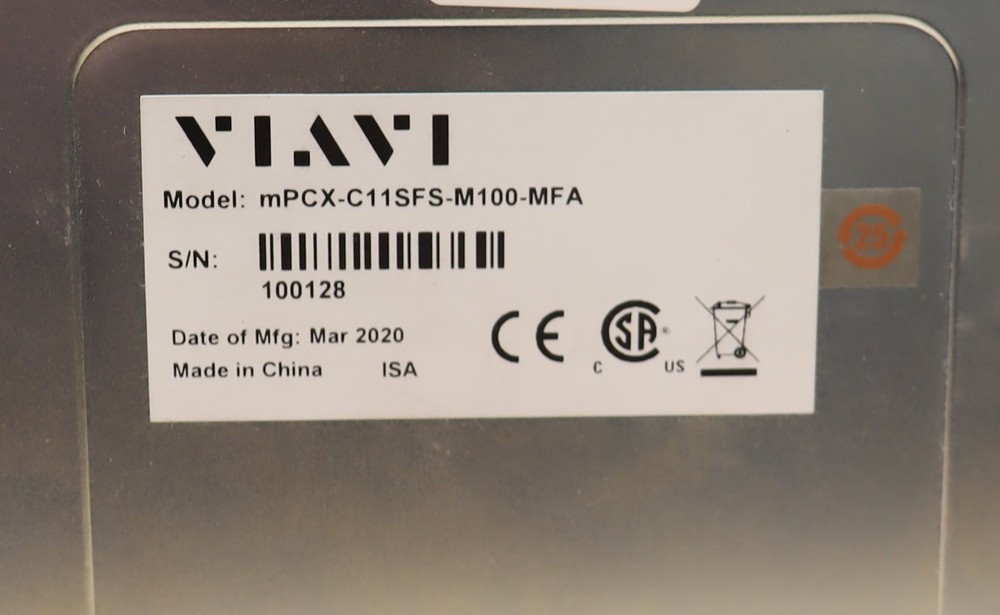 VIAVI
Model: mPCX-C11SFS-M100-MFA
S/N:
100128
Date of Mfg: Mar 2020
Made in China ISA
CE
C SA ® US
25